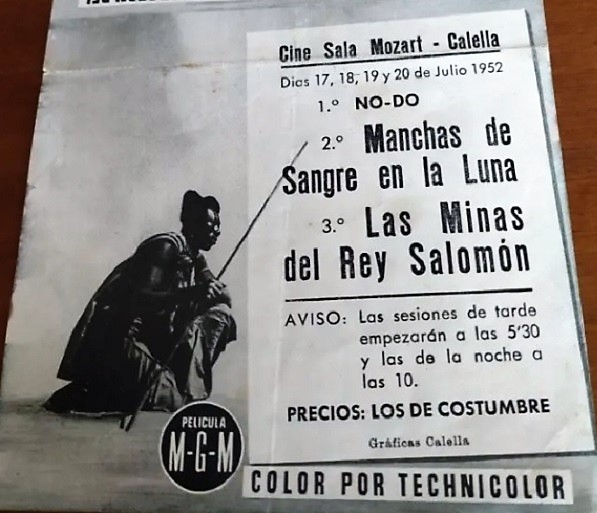 Cine Sala Mozart - Calella
Días 17, 18, 19 y 20 de Julio 1952
1.º NO-DO
2.º Manchas de
Sangre en la Luna
3.º Las Minas
del Rey Salomón
AVISO: Las sesiones de tarde
empezarán a las 5'30
y las de la noche a
las 10.
PRECIOS: LOS DE COSTUMBRE
Gráficas Calella
PELICULA
M-G-M
COLOR POR TECHNICOLOR